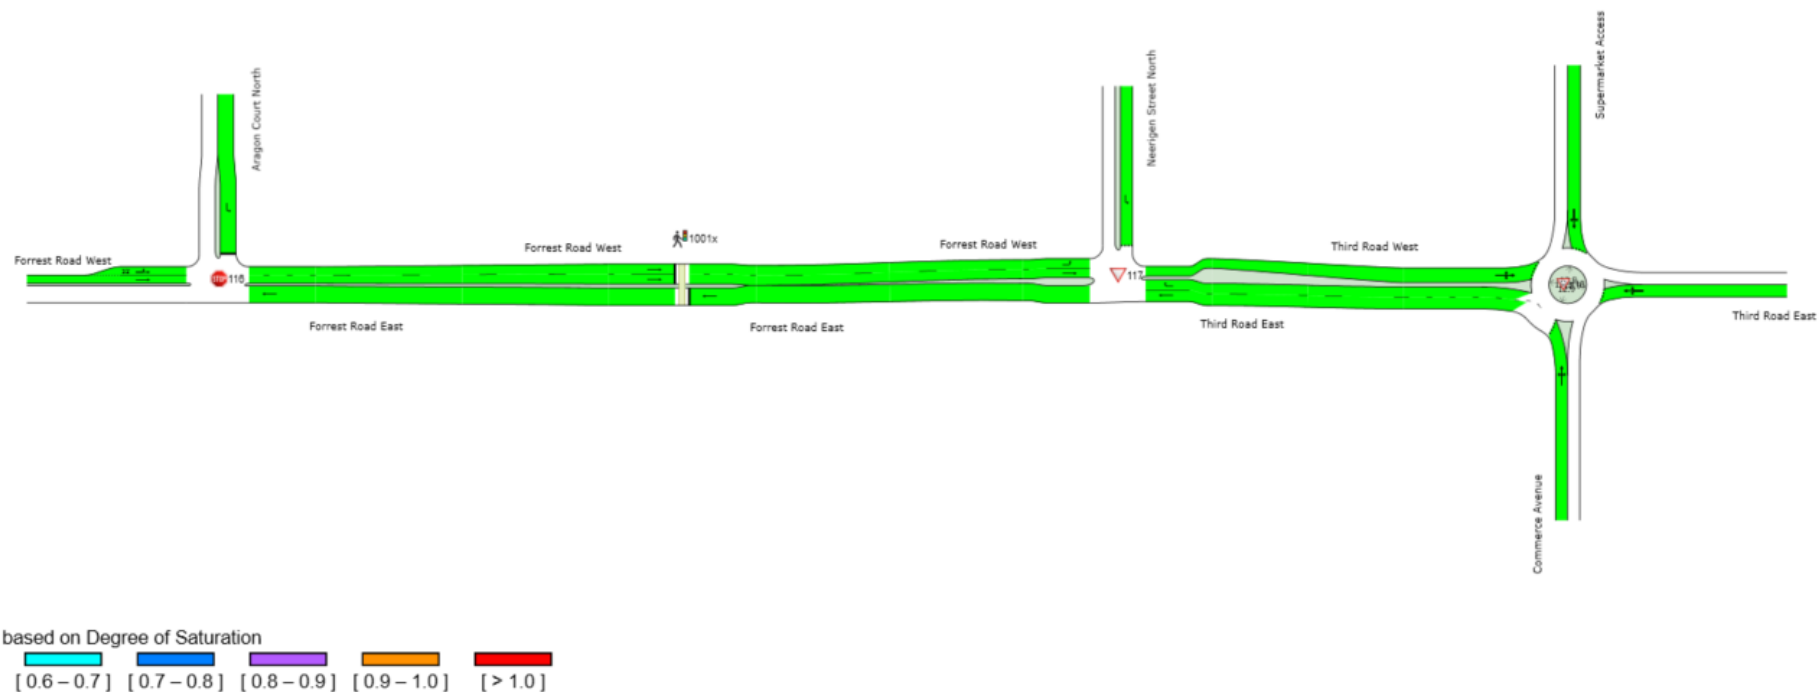 Supermarket Access
Neerigen Street North
Aragon Court North
Forrest Road West
Forrest Road West
1001x
Forrest Road West
Third Road West
STOP
116
117
Forrest Road East
Forrest Road East
Third Road East
Third Road East
Commerce Avenue
based on Degree of Saturation
[ 0.6 – 0.7 ] [ 0.7 – 0.8 ] [ 0.8 – 0.9 ] [ 0.9 – 1.0 ] [ > 1.0 ]